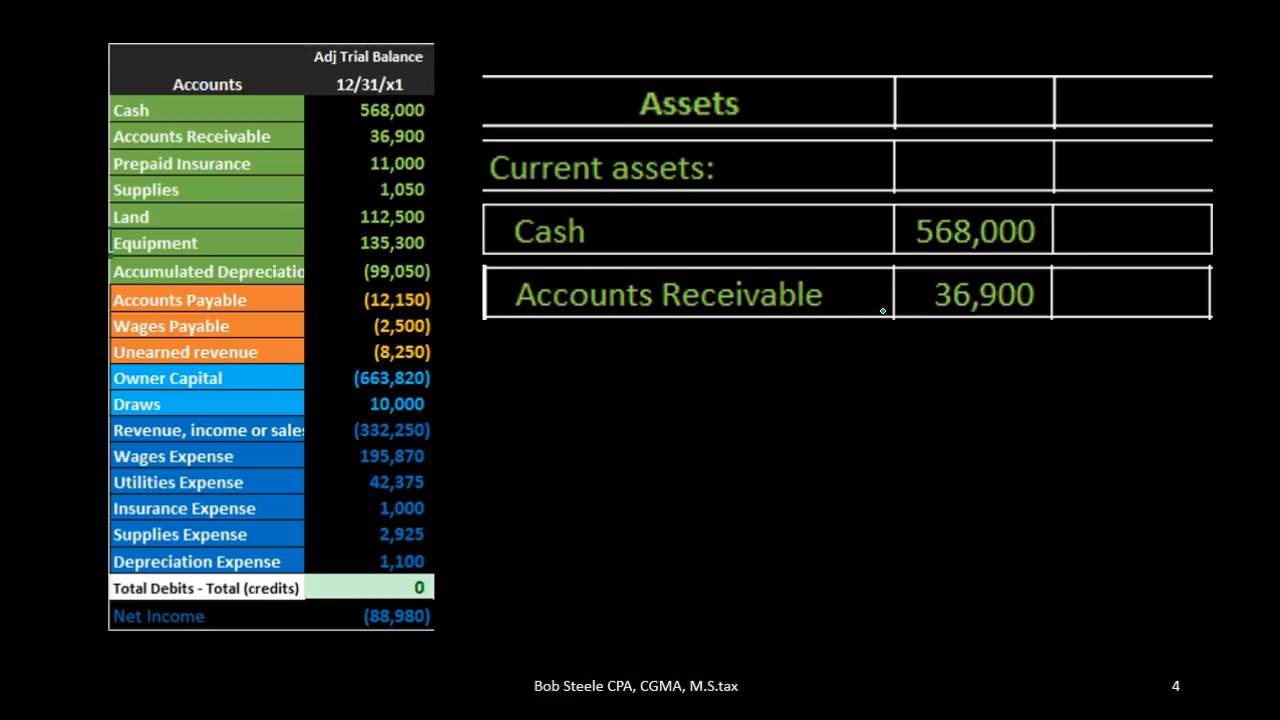 Adj Trial Balance
Accounts 12/31/x1
Cash 568,000
Accounts Receivable 36,900
Prepaid Insurance 11,000
Supplies 1,050
Land 112,500
Equipment 135,300
Accumulated Depreciatio (99,050)
Accounts Payable (12,150)
Wages Payable (2,500)
Unearned revenue (8,250)
Owner Capital (663,820)
Draws 10,000
Revenue, income or sales (332,250)
Wages Expense 195,870
Utilities Expense 42,375
Insurance Expense 1,000
Supplies Expense 2,925
Depreciation Expense 1,100
Total Debits - Total (credits) 0
Net Income (88,980)
Assets
Current assets:
Cash 568,000
Accounts Receivable 36,900
Bob Steele CPA, CGMA, M.S.tax 4